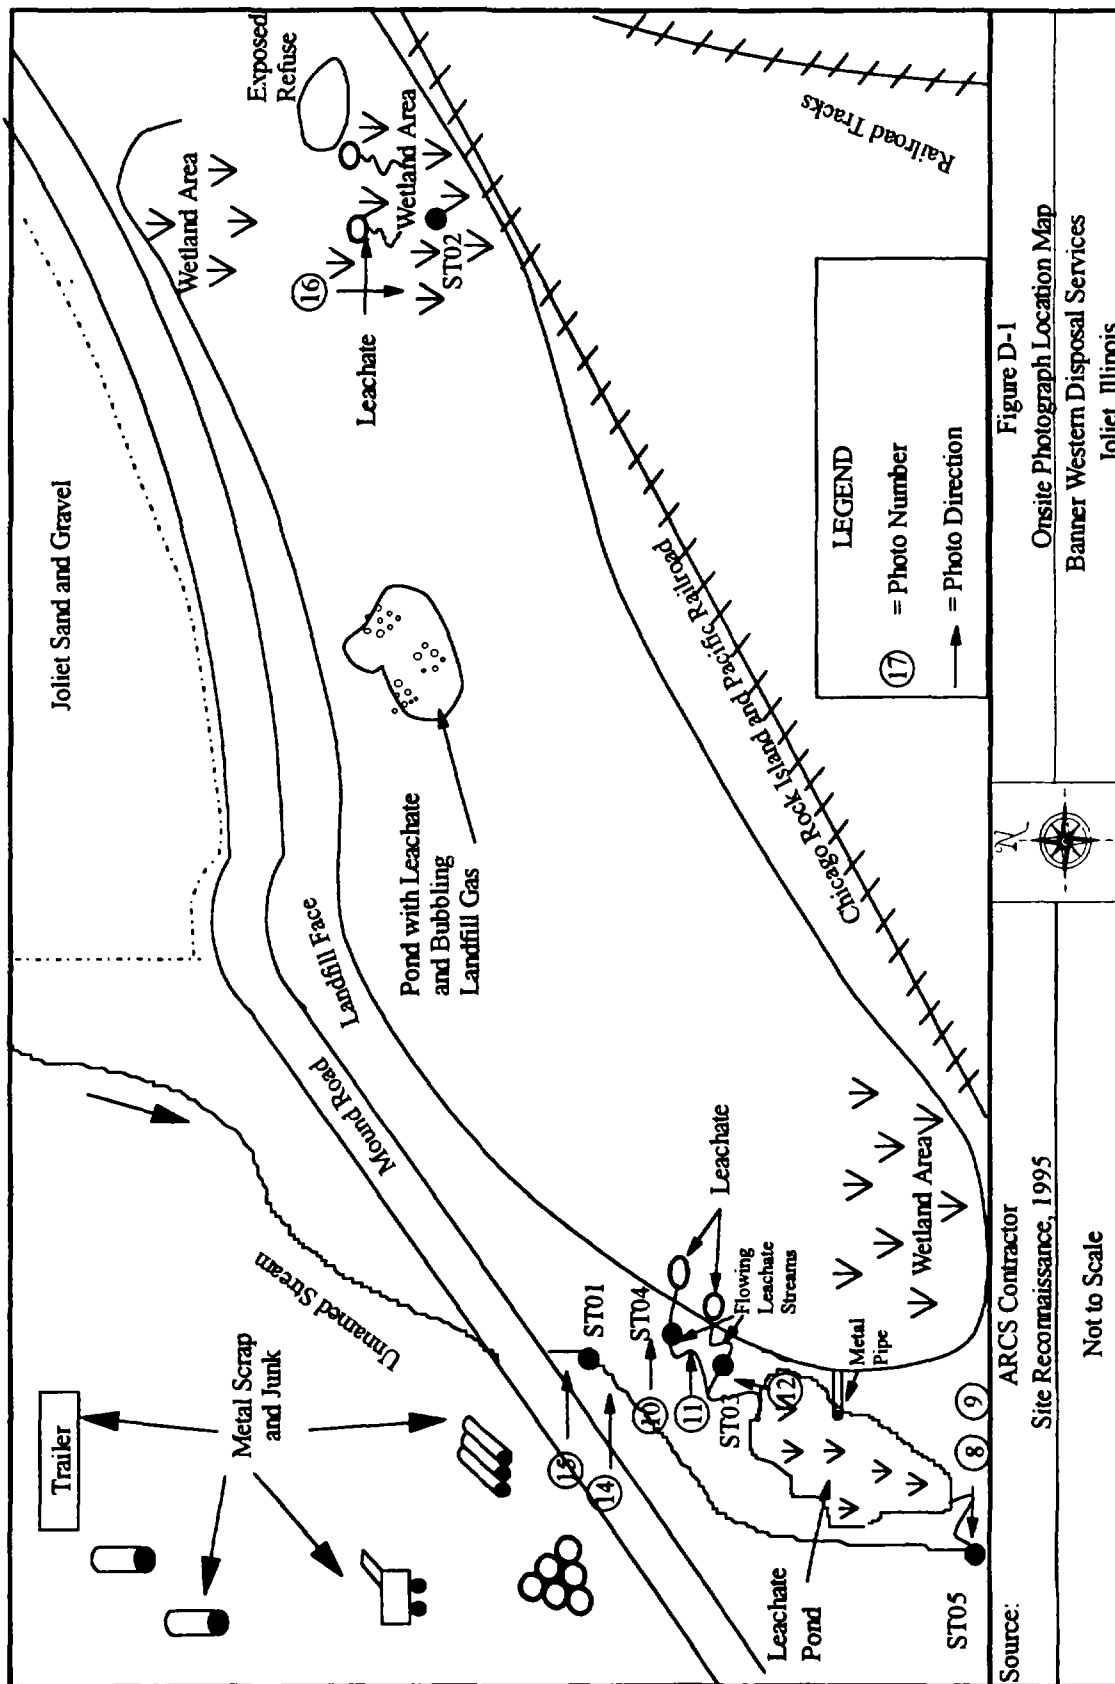 Joliet Sand and Gravel
Trailer
Metal Scrap
and Junk
Unnamed Stream
Mound Road
Landfill Face
Wetland Area
Exposed
Refuse
Wetland Area
16
Leachate
ST02
Pond with Leachate
and Bubbling
Landfill Gas
15
14
ST01
ST04
10
11
ST03
12
Flowing
Leachate
Streams
Leachate
Metal
Pipe
Wetland Area
Leachate
Pond
8
9
ST05
Chicago Rock Island and Pacific Railroad
Railroad Tracks
LEGEND
17 = Photo Number
= Photo Direction
Source:
ARCS Contractor
Site Reconnaissance, 1995
Not to Scale
N
Figure D-1
Onsite Photograph Location Map
Banner Western Disposal Services
Joliet, Illinois